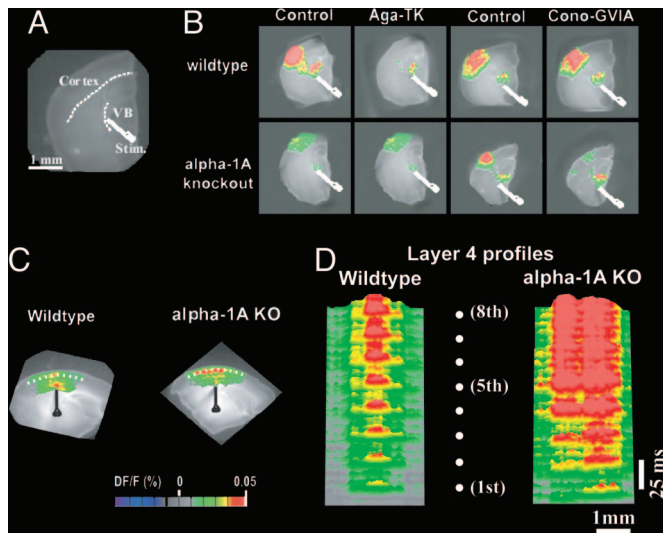 A
Cortex
VB
Stim.
1 mm
B
Control Aga-TK Control Cono-GVIA
wildtype
alpha-1A
knockout
C
Wildtype alpha-1A KO
DF/F (%) 0 0.05
D
Layer 4 profiles
Wildtype alpha-1A KO
(8th)
(5th)
(1st)
25 ms
1mm